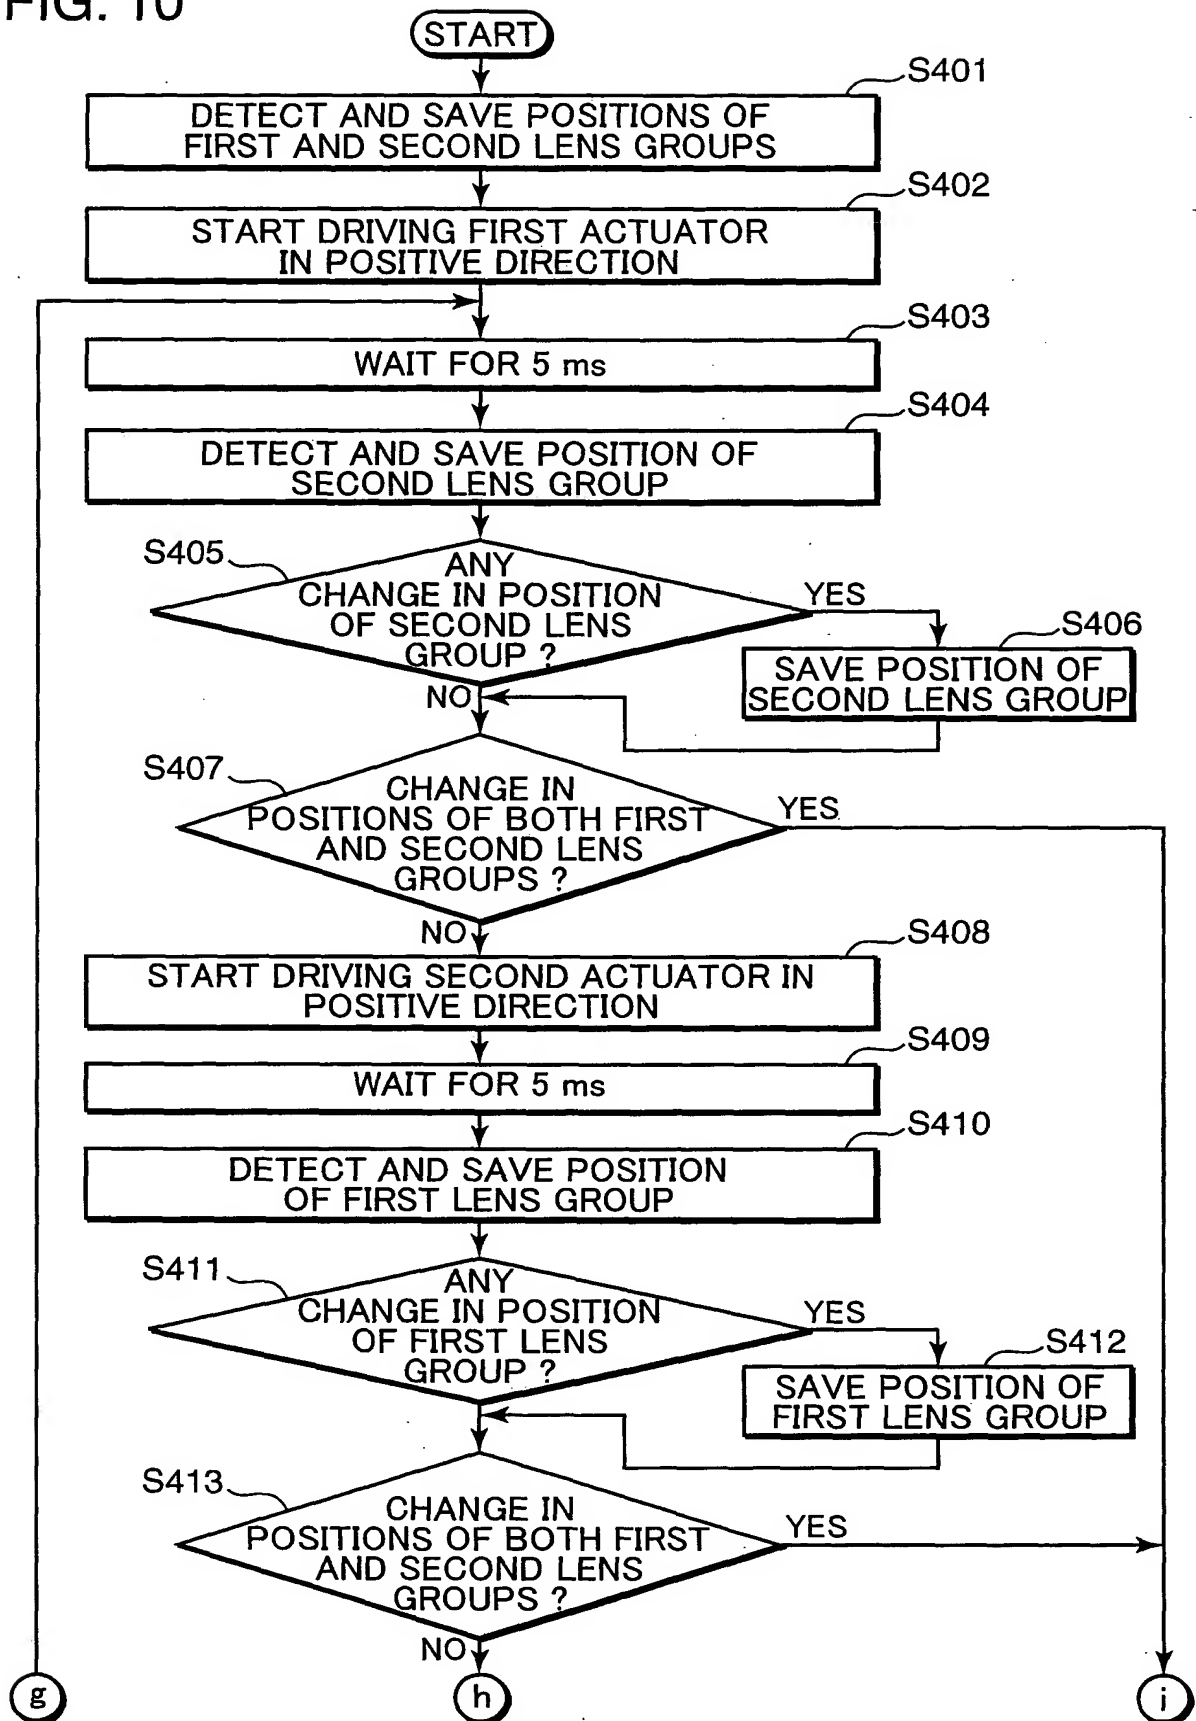 FIG. 10
START
S401
DETECT AND SAVE POSITIONS OF
FIRST AND SECOND LENS GROUPS
S402
START DRIVING FIRST ACTUATOR
IN POSITIVE DIRECTION
S403
WAIT FOR 5 ms
S404
DETECT AND SAVE POSITION OF
SECOND LENS GROUP
S405
ANY
CHANGE IN POSITION
OF SECOND LENS
GROUP ?
YES
S406
SAVE POSITION OF
SECOND LENS GROUP
NO
S407
CHANGE IN
POSITIONS OF BOTH FIRST
AND SECOND LENS
GROUPS ?
YES
NO
S408
START DRIVING SECOND ACTUATOR IN
POSITIVE DIRECTION
S409
WAIT FOR 5 ms
S410
DETECT AND SAVE POSITION
OF FIRST LENS GROUP
S411
ANY
CHANGE IN POSITION
OF FIRST LENS
GROUP ?
YES
S412
SAVE POSITION OF
FIRST LENS GROUP
S413
CHANGE IN
POSITIONS OF BOTH FIRST
AND SECOND LENS
GROUPS ?
YES
NO
g
h
i